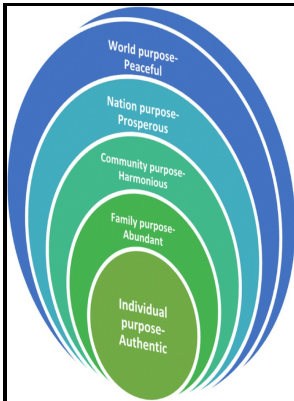 World purpose-
Peaceful
Nation purpose-
Prosperous
Community purpose-
Harmonious
Family purpose-
Abundant
Individual
purpose-
Authentic